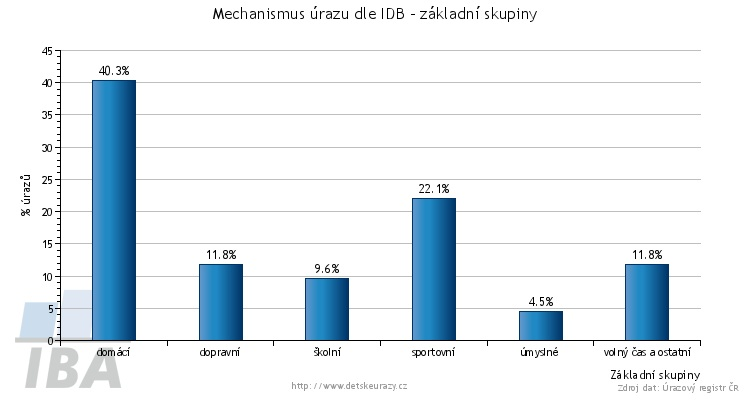 Mechanismus úrazu dle IDB - základní skupiny
% úrazů
45
40
35
30
25
20
15
10
5
0
40.3%
11.8%
9.6%
22.1%
4.5%
11.8%
domácí
dopravní
školní
sportovní
úmyslné
volný čas a ostatní
Základní skupiny
IBA
http://www.detskeurazy.cz
Zdroj dat: Úrazový registr ČR